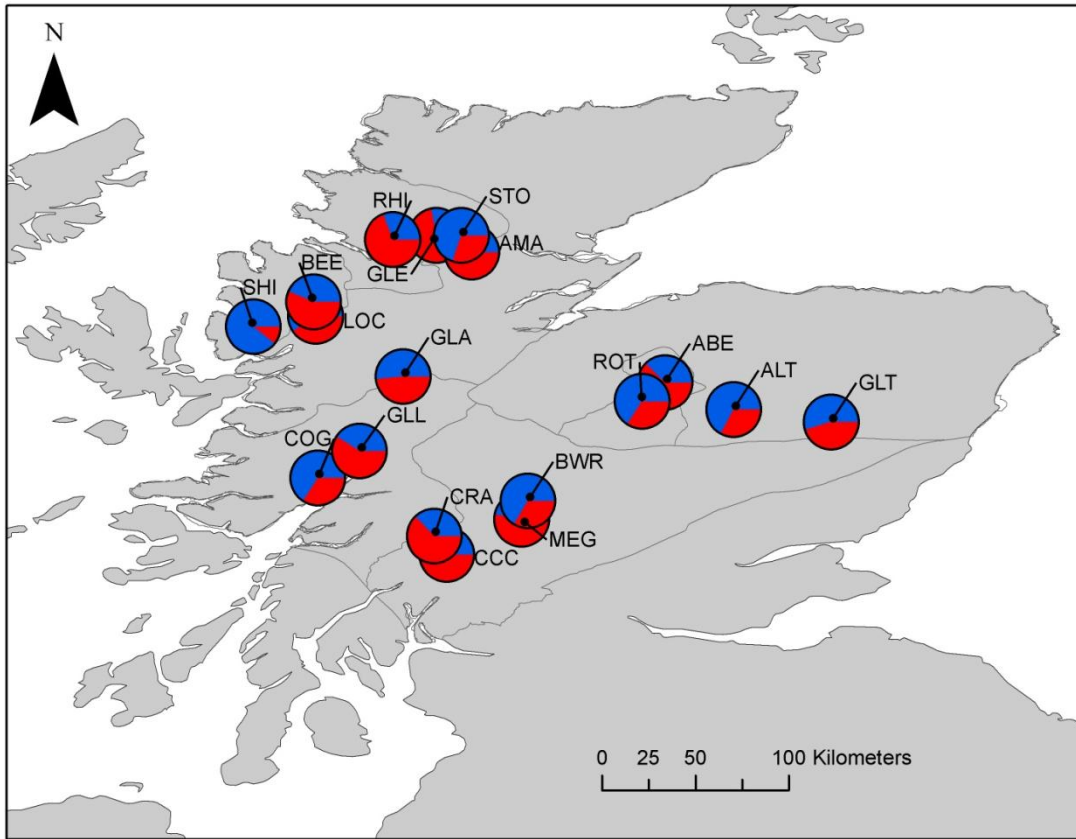 N
STO
RHI
AMA
GLE
BEE
SHI
LOC
GLA
ABE
ROT
ALT
GLT
GLL
COG
BWR
CRA
MEG
CCC
0 25 50 100 Kilometers